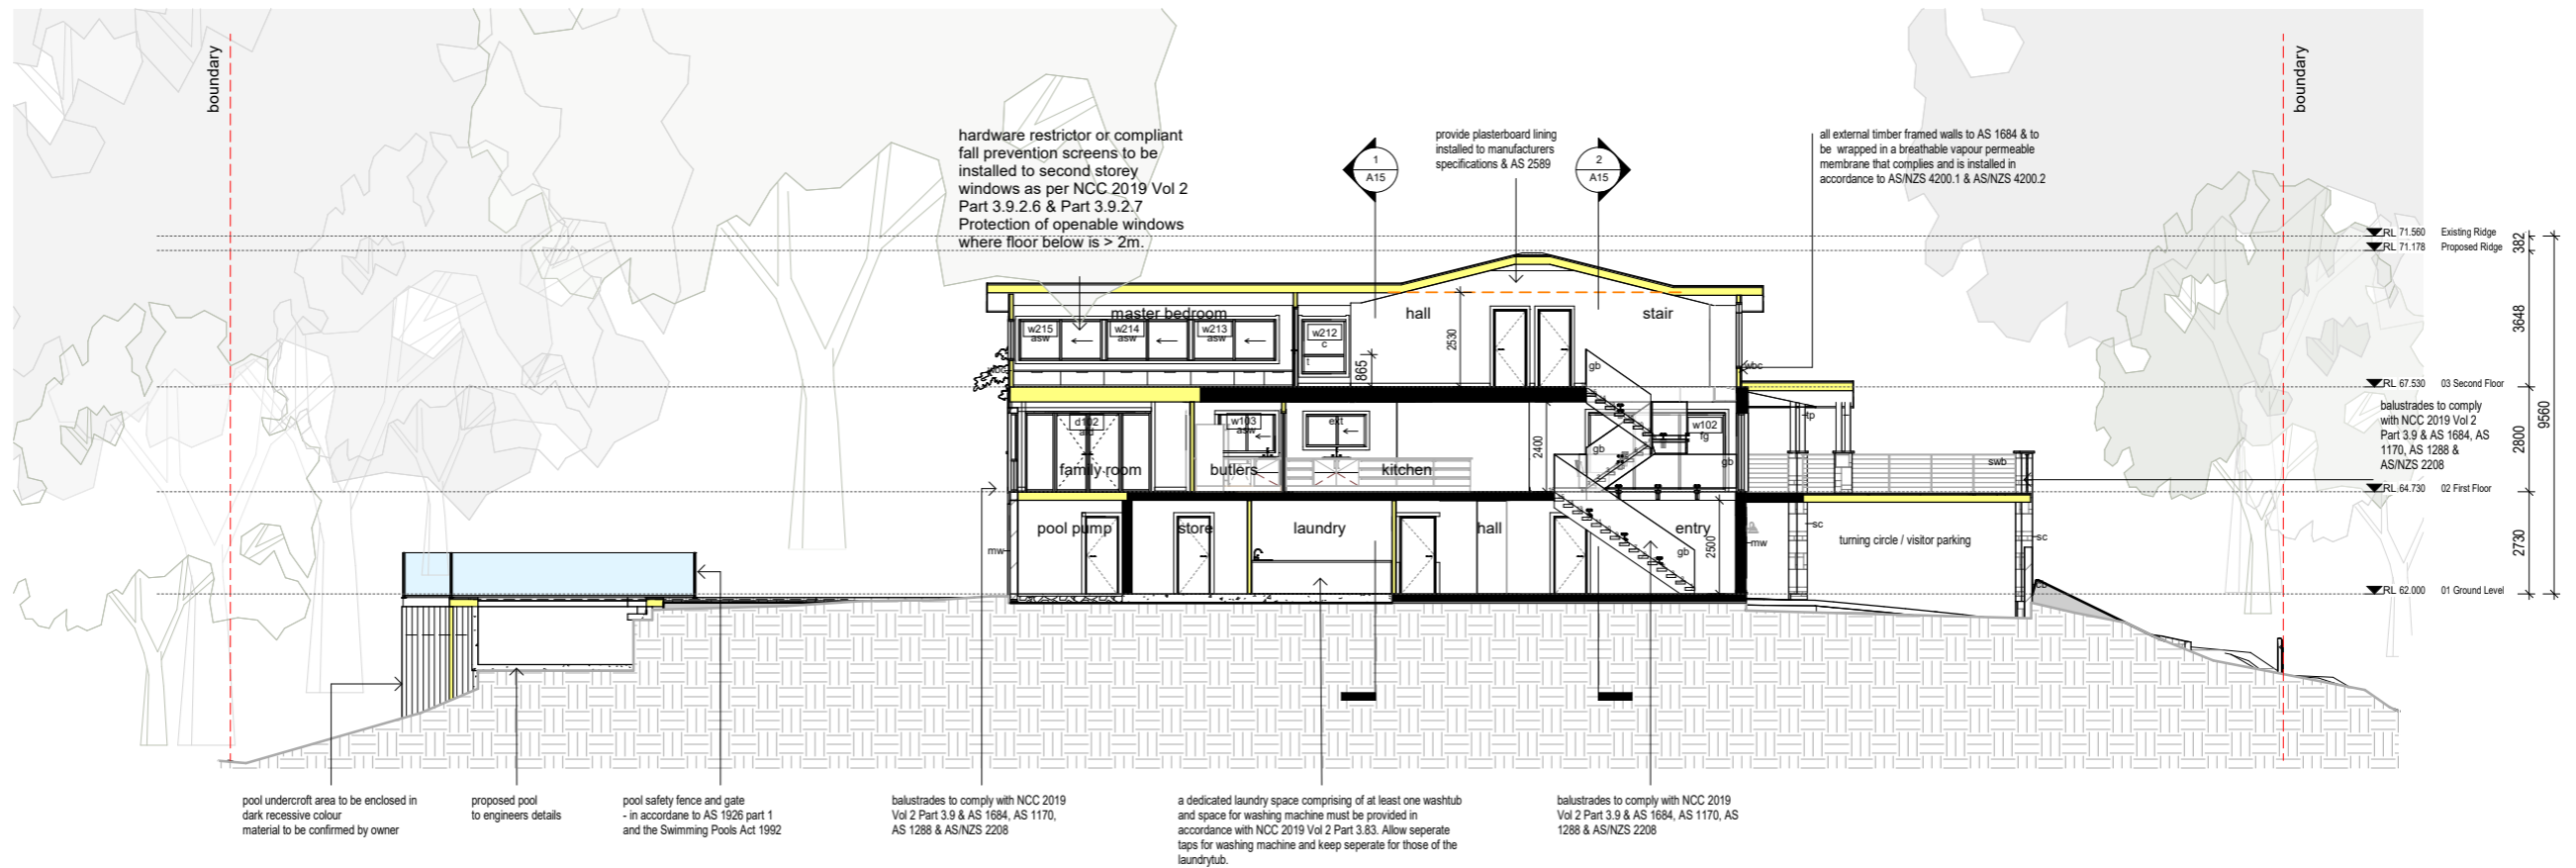 boundary
boundary
hardware restrictor or compliant
fall prevention screens to be
installed to second storey
windows as per NCC 2019 Vol 2
Part 3.9.2.6 & Part 3.9.2.7
Protection of openable windows
where floor below is > 2m.
1
A15
provide plasterboard lining
installed to manufacturers
specifications & AS 2589
2
A15
all external timber framed walls to AS 1684 & to
be wrapped in a breathable vapour permeable
membrane that complies and is installed in
accordance to AS/NZS 4200.1 & AS/NZS 4200.2
RL 71.560 Existing Ridge
RL 71.178 Proposed Ridge
382
3648
9560
2800
2730
master bedroom
hall
stair
w215
asw
w214
asw
w213
asw
w212
c
t
865
2530
gb
wbc
RL 67.530 03 Second Floor
balustrades to comply
with NCC 2019 Vol 2
Part 3.9 & AS 1684, AS
1170, AS 1288 &
AS/NZS 2208
d102
w103
asw
ext
2400
w102
fg
tp
gb
gb
swb
family room
butlers
kitchen
RL 64.730 02 First Floor
pool pump
store
laundry
hall
entry
2500
gb
mw
mw
sc
sc
turning circle / visitor parking
RL 62.000 01 Ground Level
pool undercroft area to be enclosed in
dark recessive colour
material to be confirmed by owner
proposed pool
to engineers details
pool safety fence and gate
- in accordane to AS 1926 part 1
and the Swimming Pools Act 1992
balustrades to comply with NCC 2019
Vol 2 Part 3.9 & AS 1684, AS 1170,
AS 1288 & AS/NZS 2208
a dedicated laundry space comprising of at least one washtub
and space for washing machine must be provided in
accordance with NCC 2019 Vol 2 Part 3.83. Allow seperate
taps for washing machine and keep seperate for those of the
laundrytub.
balustrades to comply with NCC 2019
Vol 2 Part 3.9 & AS 1684, AS 1170, AS
1288 & AS/NZS 2208